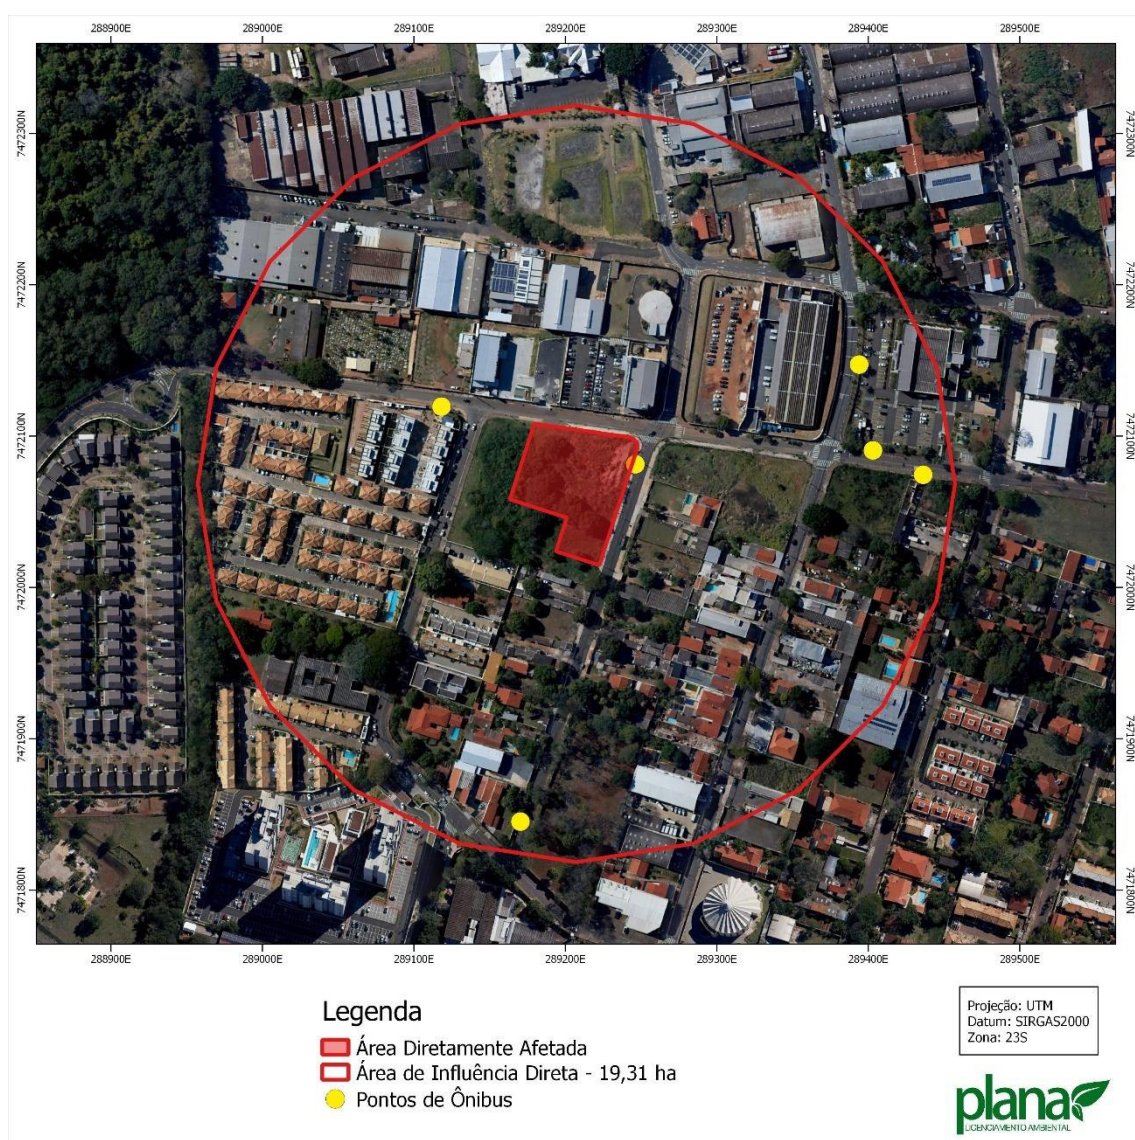 288900E 289000E 289100E 289200E 289300E 289400E 289500E
7472300N 7472300N
7472200N 7472200N
7472100N 7472100N
7472000N 7472000N
7471900N 7471900N
7471800N 7471800N
288900E 289000E 289100E 289200E 289300E 289400E 289500E
Legenda
Área Diretamente Afetada
Área de Influência Direta - 19,31 ha
Pontos de Ônibus
Projeção: UTM
Datum: SIRGAS2000
Zona: 23S
plana
LICENCIAMENTO AMBIENTAL